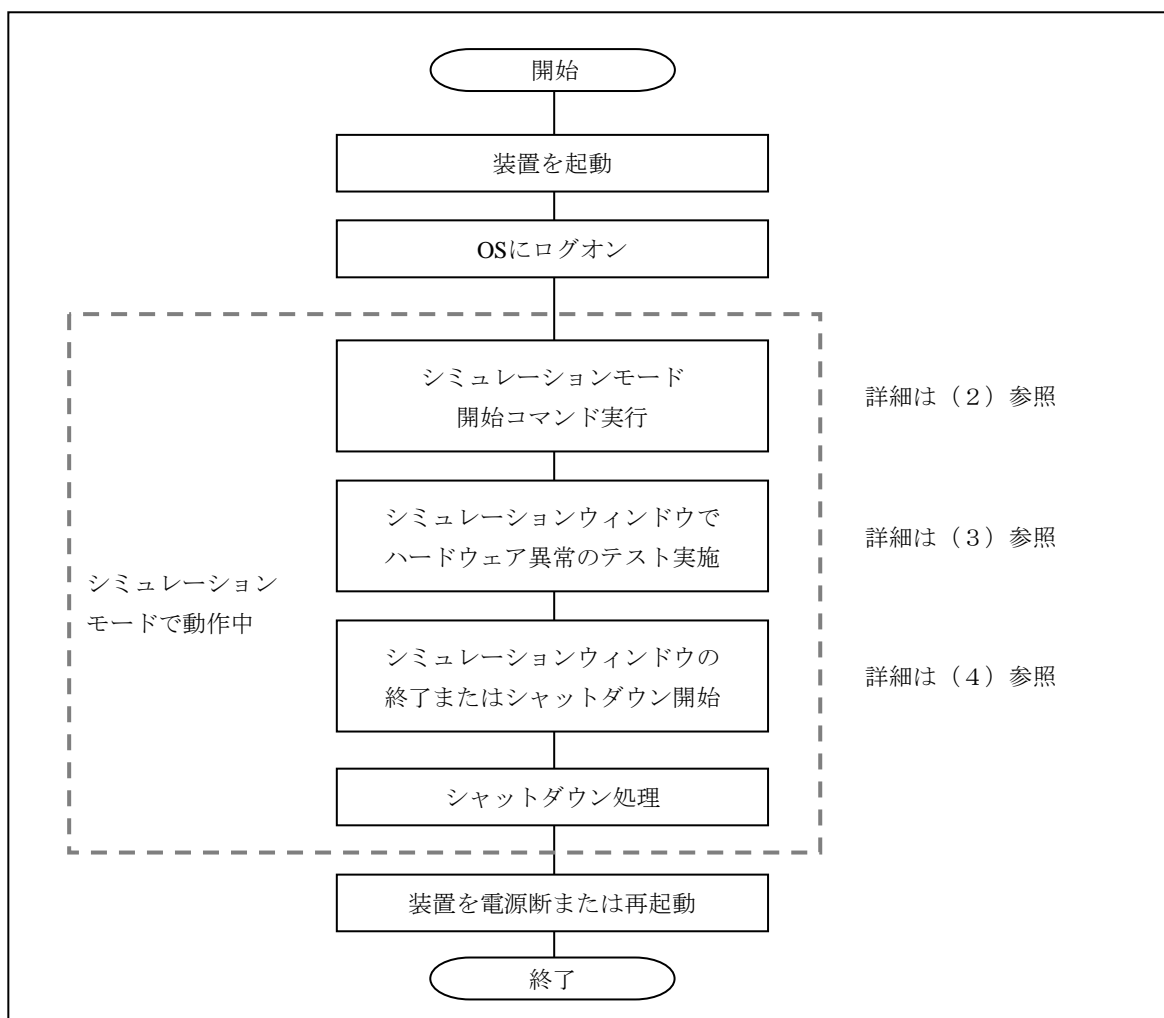 開始
装置を起動
OSにログオン
シミュレーションモード
開始コマンド実行
詳細は（２）参照
シミュレーションウィンドウで
ハードウェア異常のテスト実施
詳細は（３）参照
シミュレーション
モードで動作中
シミュレーションウィンドウの
終了またはシャットダウン開始
詳細は（４）参照
シャットダウン処理
装置を電源断または再起動
終了